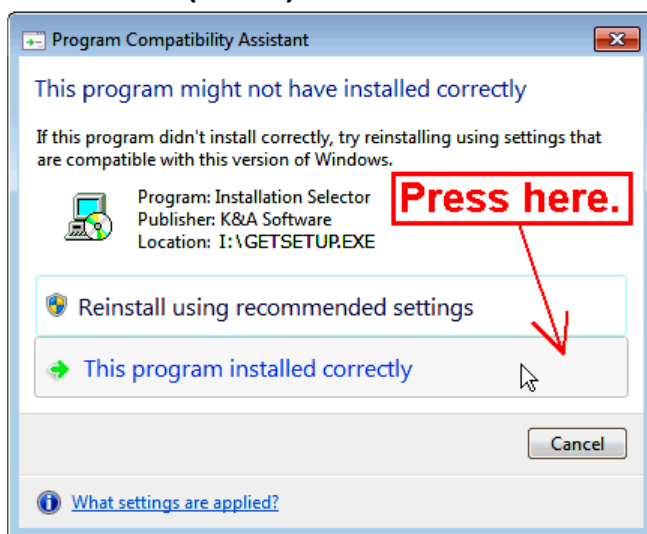 Program Compatibility Assistant
This program might not have installed correctly
If this program didn't install correctly, try reinstalling using settings that
are compatible with this version of Windows.
Program: Installation Selector
Publisher: K&A Software
Location: I:\GETSETUP.EXE
Press here.
Reinstall using recommended settings
This program installed correctly
Cancel
What settings are applied?